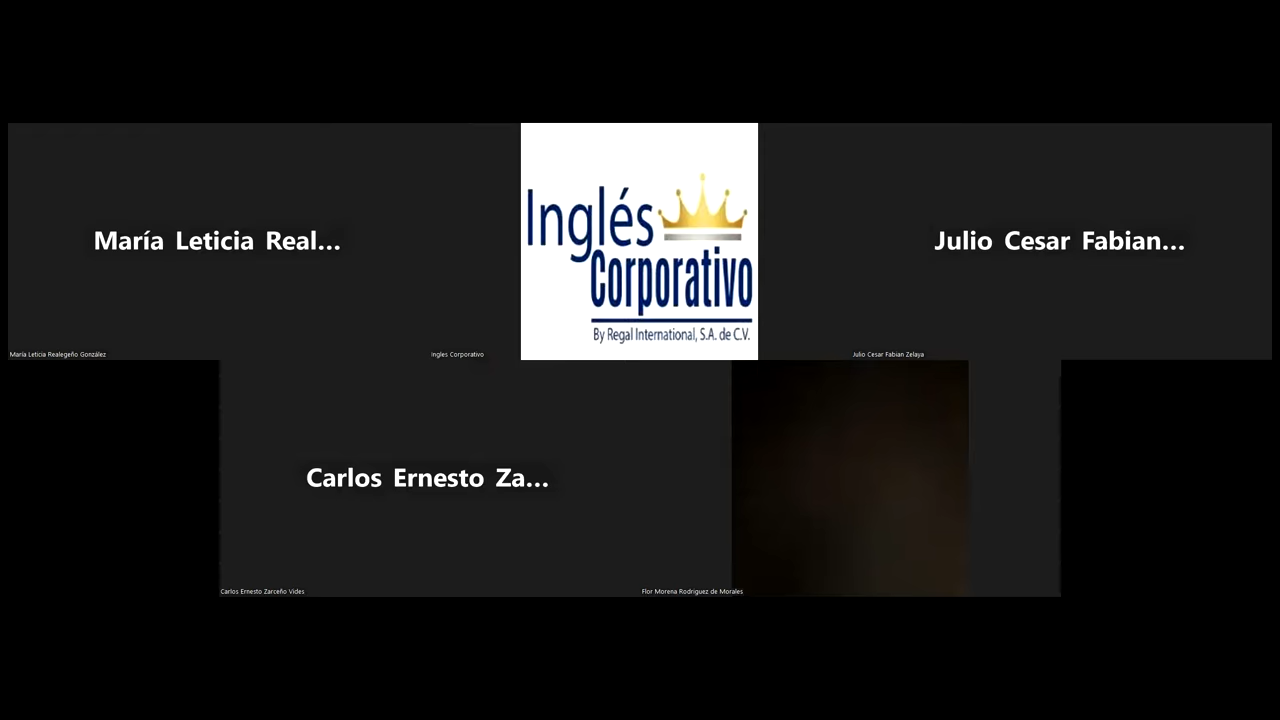 María Leticia Real...
Inglés
Corporativo
By Regal International, S.A. de C.V.
Julio Cesar Fabian...
María Leticia Realegeño González
Ingles Corporativo
Julio Cesar Fabian Zelaya
Carlos Ernesto Za...
Carlos Ernesto Zarceño Vides
Flor Morena Rodriguez de Morales